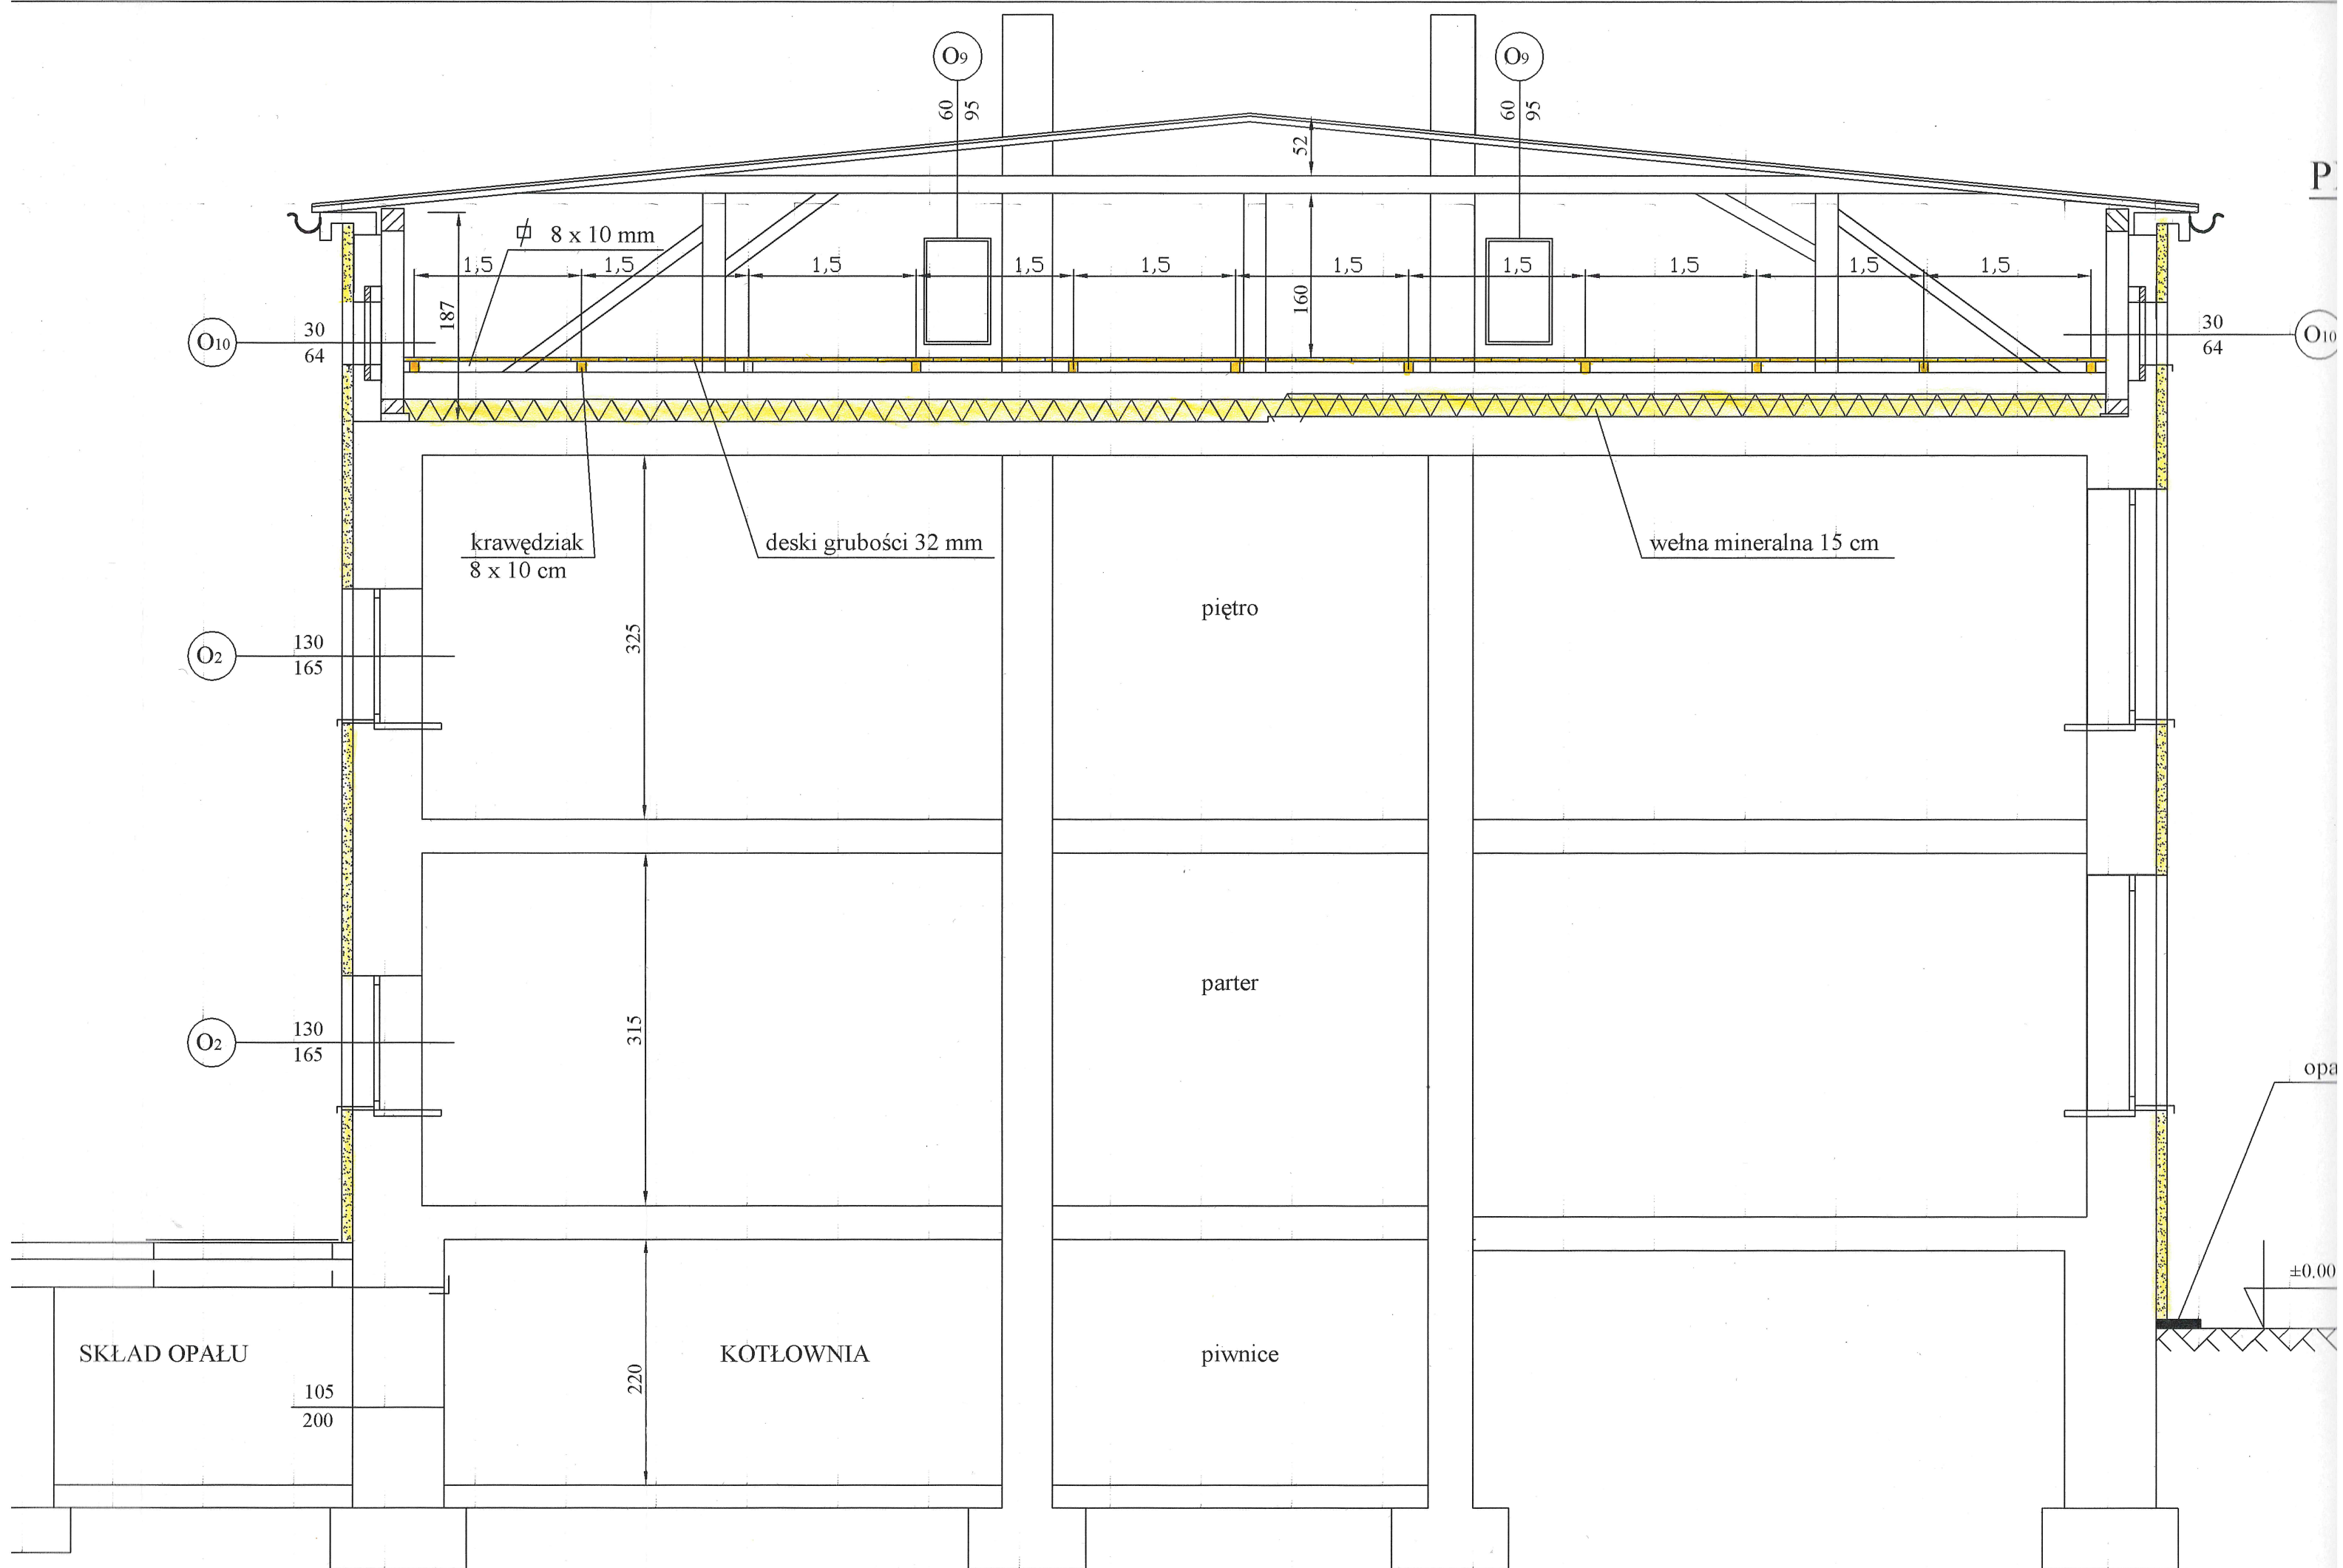 O9
O9
60
95
60
95
52
8 x 10 mm
1,5
1,5
1,5
1,5
1,5
1,5
1,5
1,5
1,5
1,5
187
160
O10
30
64
30
64
O10
krawędziak
8 x 10 cm
deski grubości 32 mm
wełna mineralna 15 cm
325
piętro
O2
130
165
parter
315
O2
130
165
opa
±0,00
SKŁAD OPAŁU
KOTŁOWNIA
piwnice
220
105
200